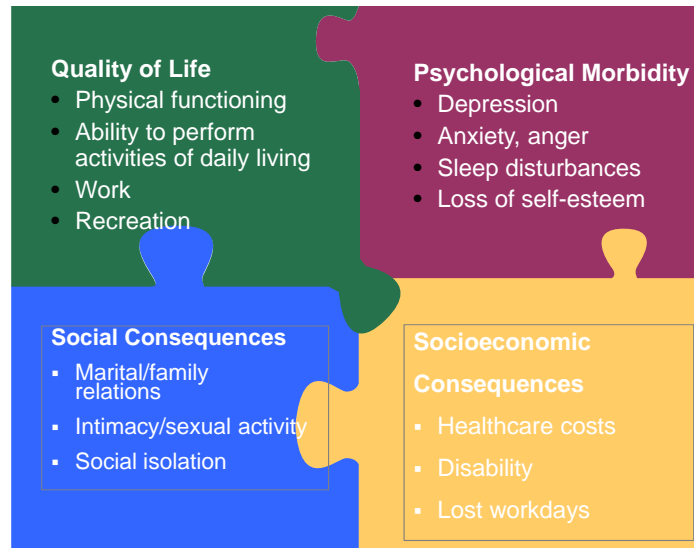 Quality of Life
• Physical functioning
• Ability to perform
activities of daily living
• Work
• Recreation
Psychological Morbidity
• Depression
• Anxiety, anger
• Sleep disturbances
• Loss of self-esteem
Social Consequences
▪ Marital/family
relations
▪ Intimacy/sexual activity
▪ Social isolation
Socioeconomic
Consequences
▪ Healthcare costs
▪ Disability
▪ Lost workdays